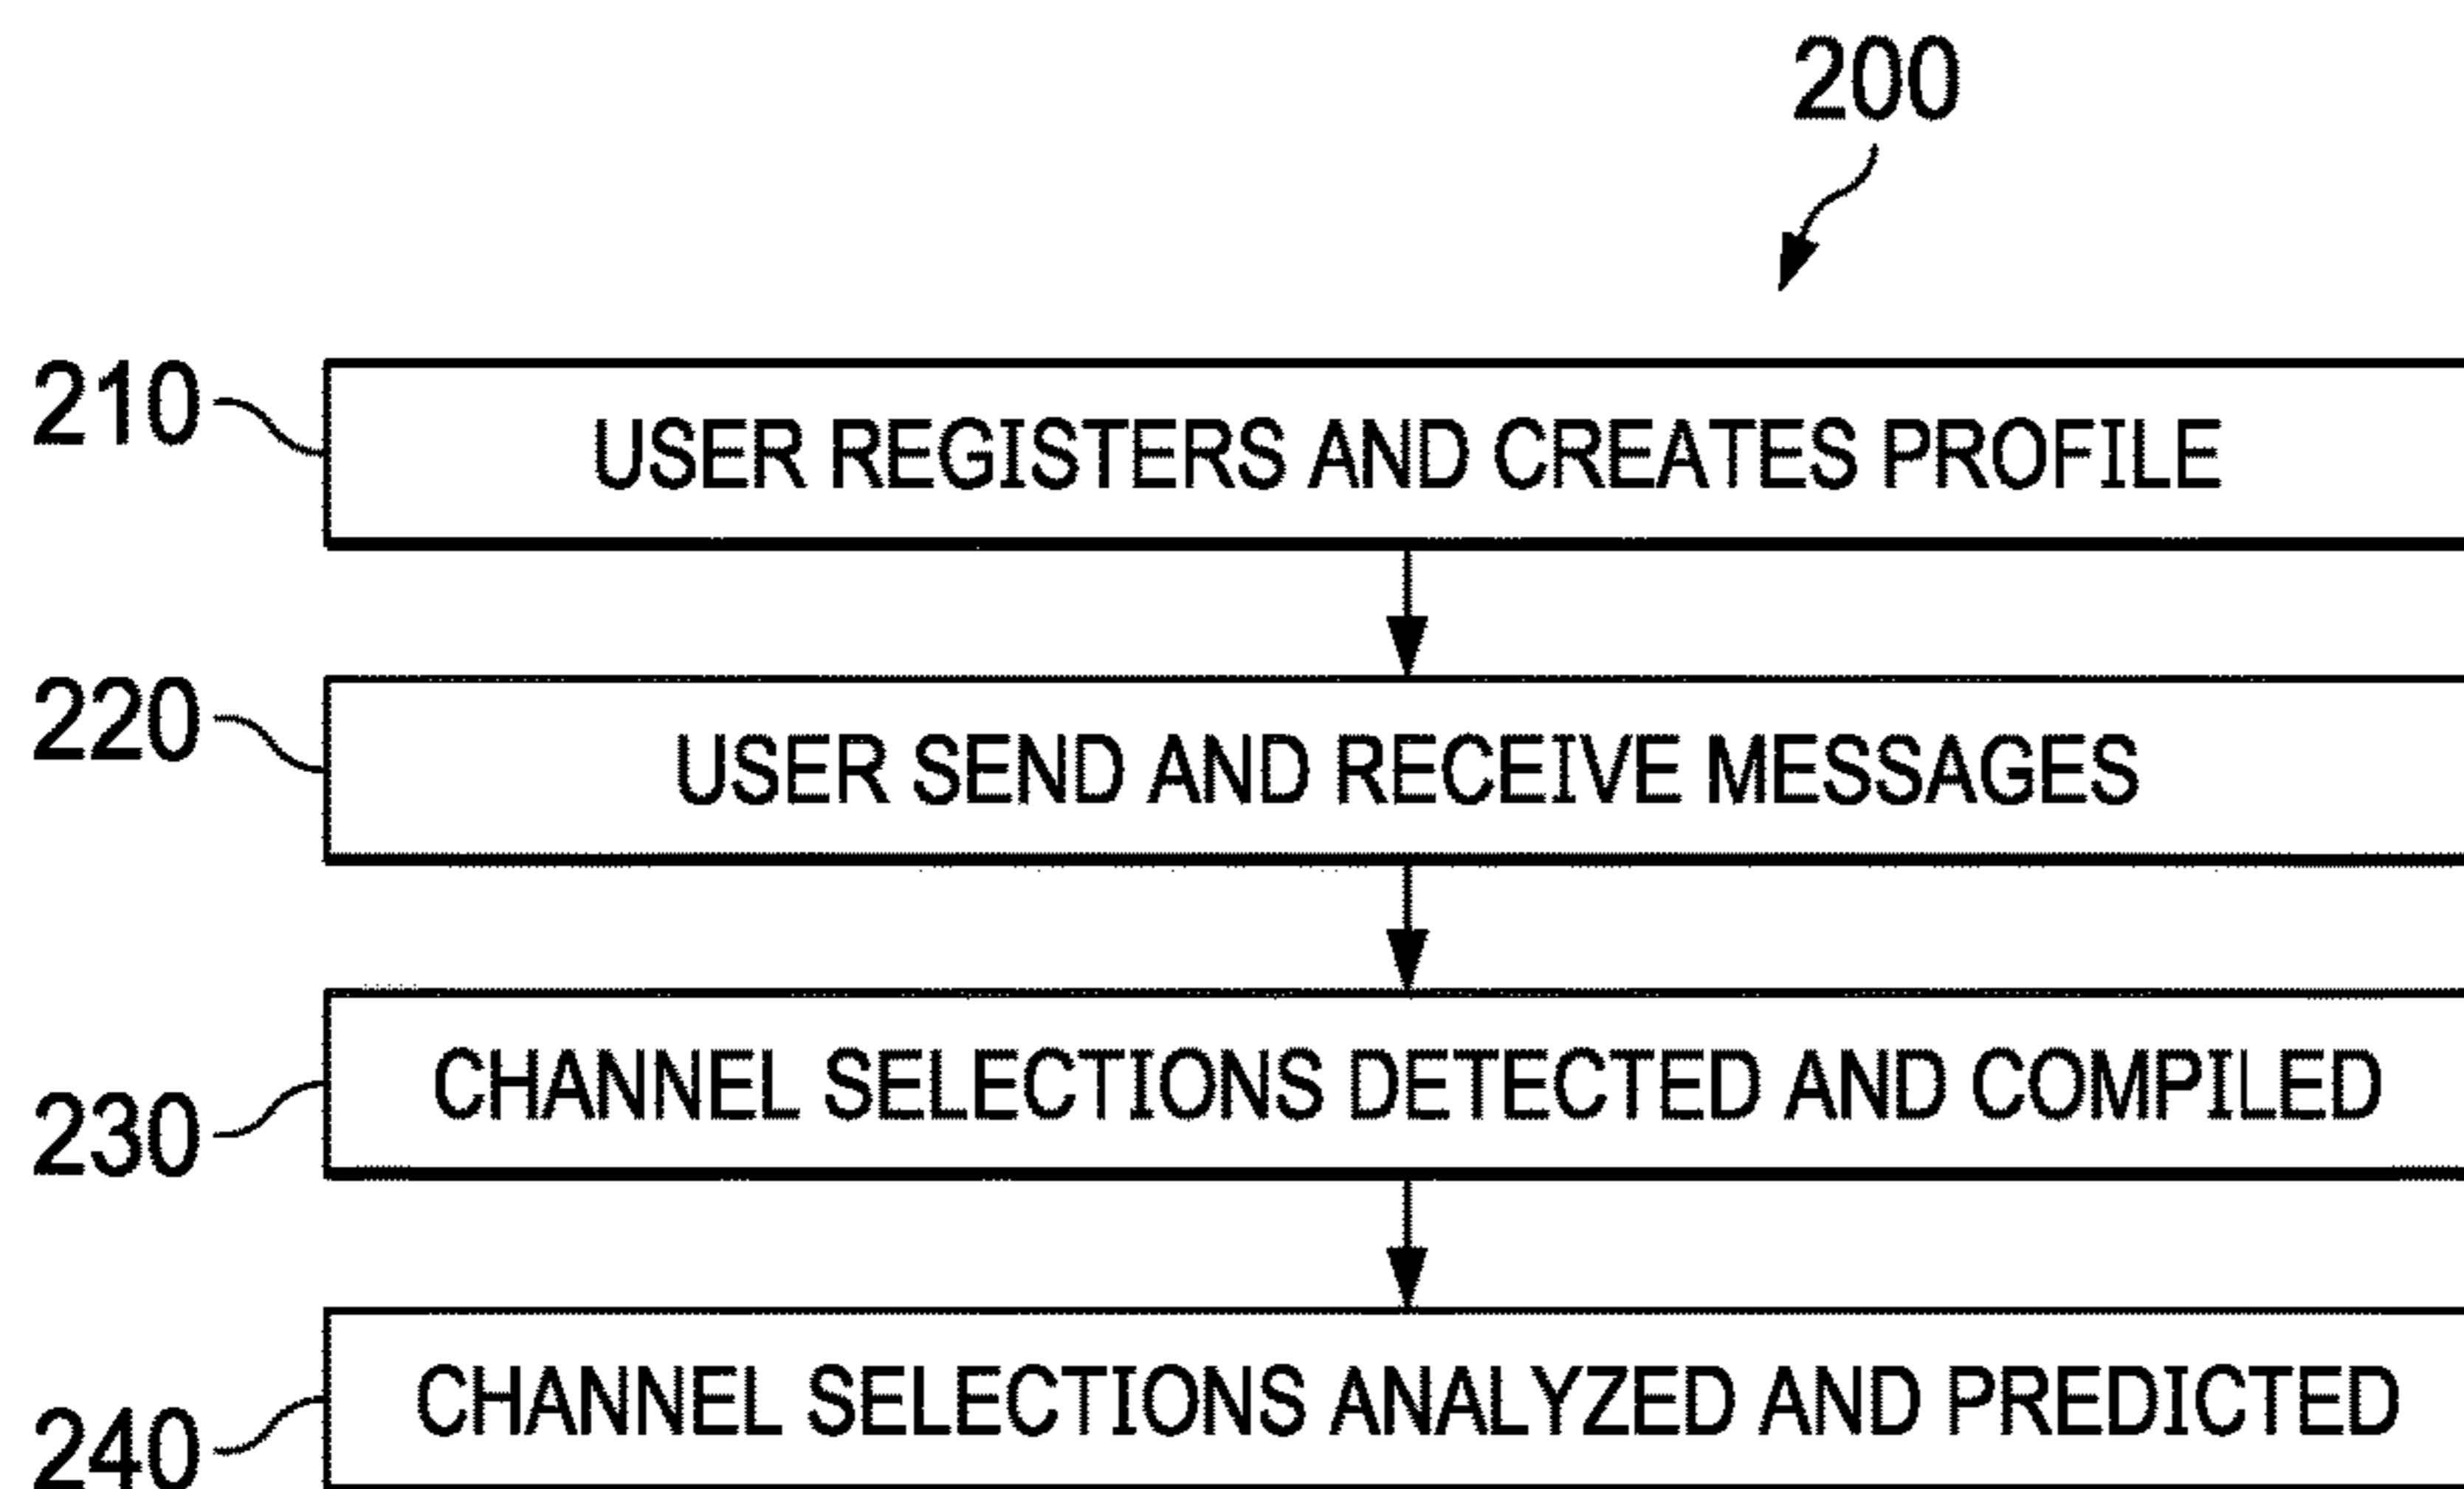 200
210
USER REGISTERS AND CREATES PROFILE
220
USER SEND AND RECEIVE MESSAGES
230
CHANNEL SELECTIONS DETECTED AND COMPILED
240
CHANNEL SELECTIONS ANALYZED AND PREDICTED